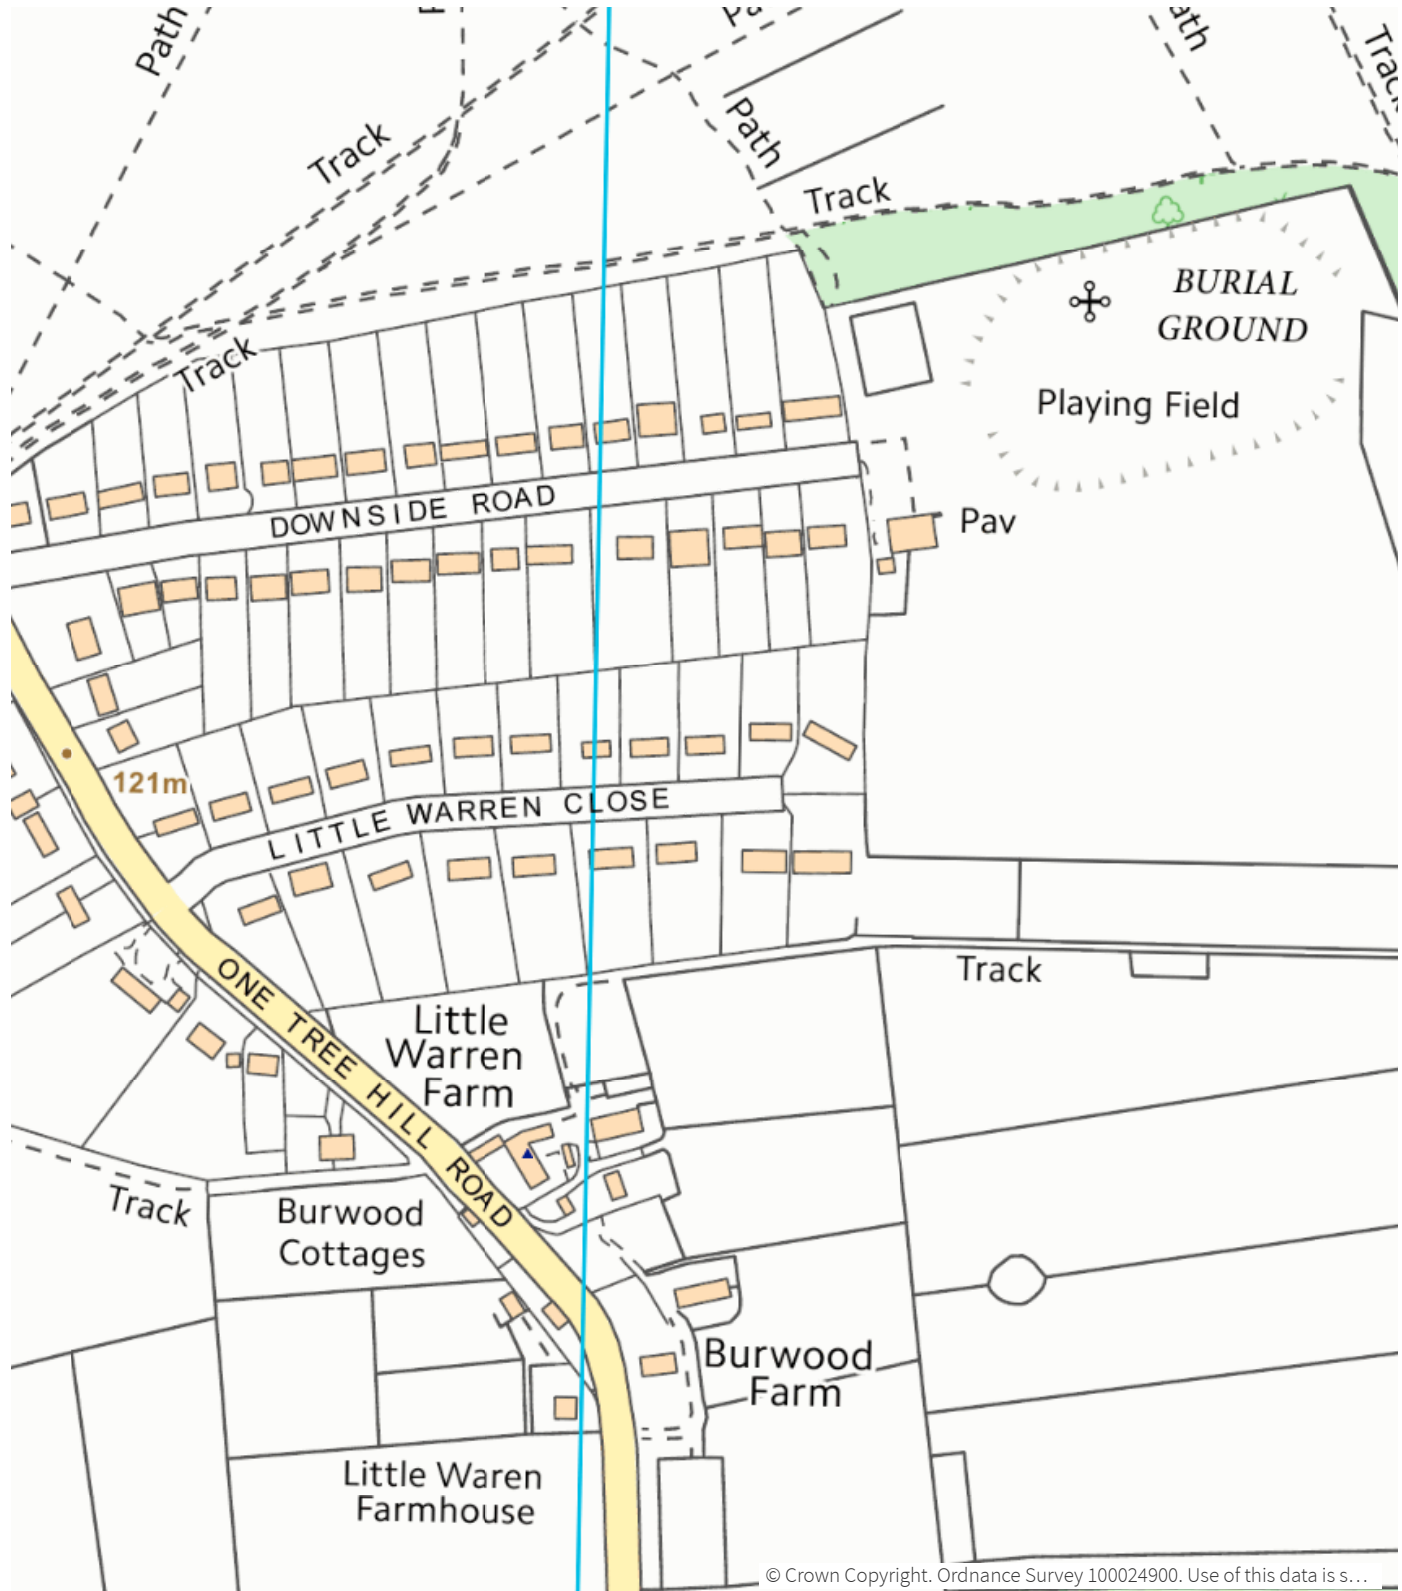 Path
Path
Track
Track
Track
Track
BURIAL
GROUND
Playing Field
DOWNSIDE ROAD
Pav
121m
LITTLE WARREN CLOSE
ONE TREE HILL ROAD
Track
Little
Warren
Farm
Track
Burwood
Cottages
Burwood
Farm
Little Waren
Farmhouse
© Crown Copyright. Ordnance Survey 100024900. Use of this data is s…